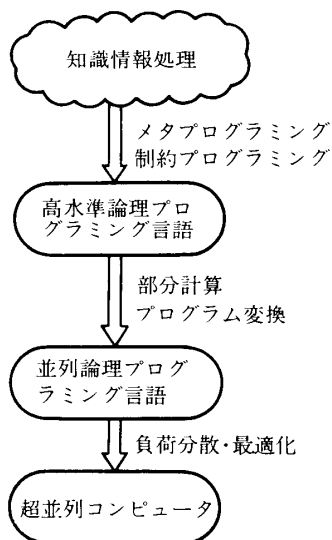 知識情報処理
メタプログラミング
制約プログラミング
高水準論理プロ
グラミング言語
部分計算
プログラム変換
並列論理プログ
ラミング言語
負荷分散・最適化
超並列コンピュータ